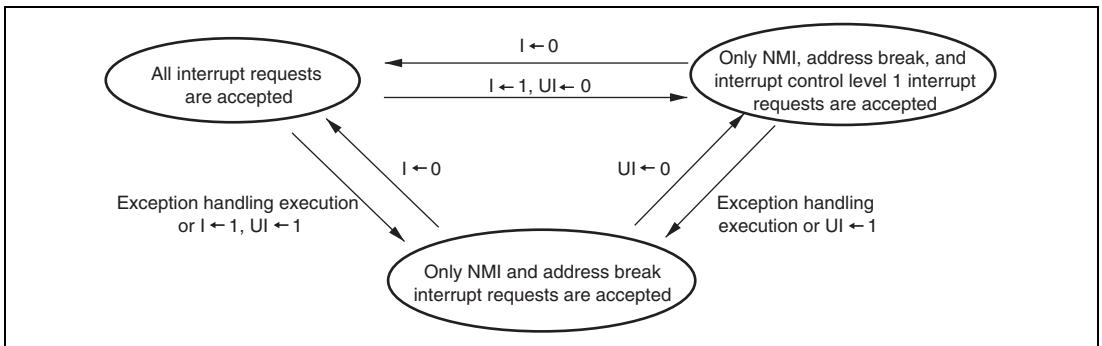 I ← 0
All interrupt requests
are accepted
Only NMI, address break, and
interrupt control level 1 interrupt
requests are accepted
I ← 1, UI ← 0
I ← 0
UI ← 0
Exception handling execution
or I ← 1, UI ← 1
Exception handling
execution or UI ← 1
Only NMI and address break
interrupt requests are accepted